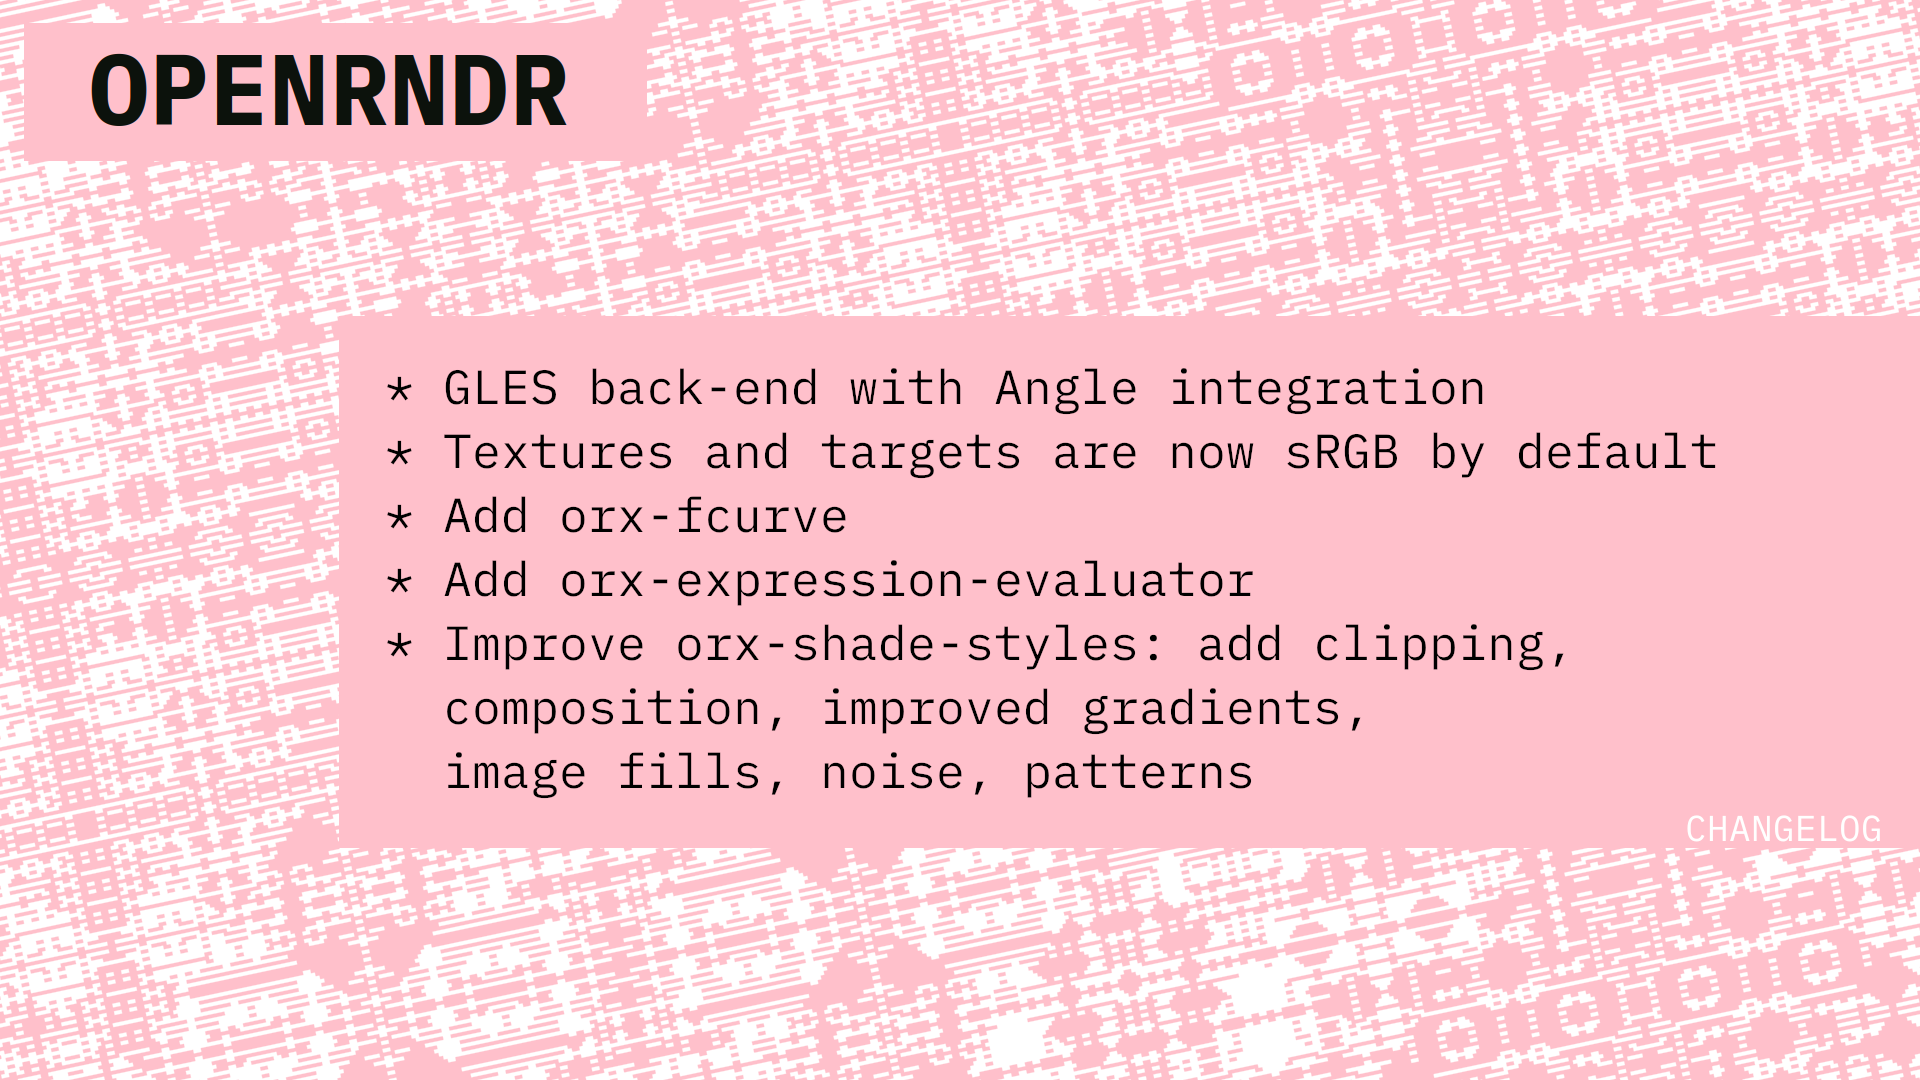 OPENRNDR
* GLES back-end with Angle integration
* Textures and targets are now sRGB by default
* Add orx-fcurve
* Add orx-expression-evaluator
* Improve orx-shade-styles: add clipping,
composition, improved gradients,
image fills, noise, patterns
CHANGELOG